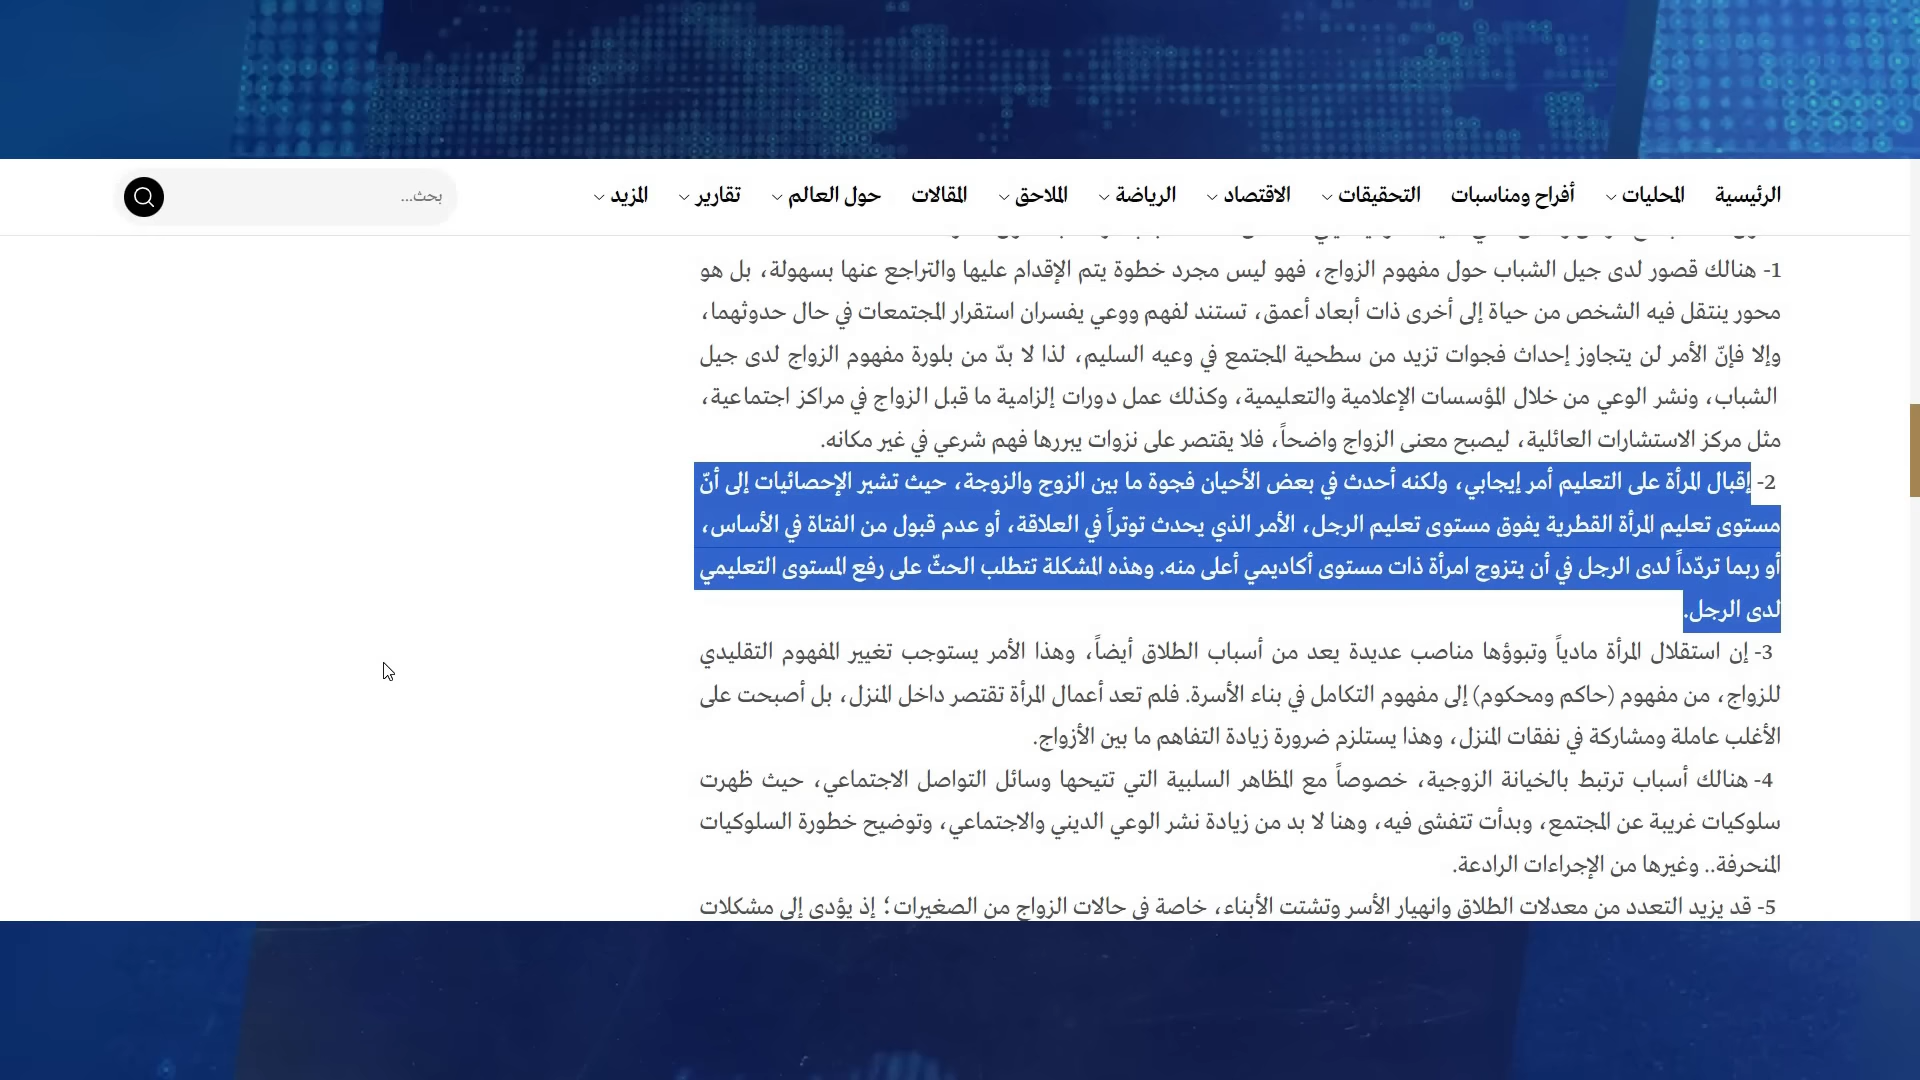 الرئيسية المحليات أفراح ومناسبات التحقيقات الاقتصاد الرياضة الملاحق المقالات حول العالم تقارير المزيد بحث...
1- هنالك قصور لدى جيل الشباب حول مفهوم الزواج، فهو ليس مجرد خطوة يتم الإقدام عليها والتراجع عنها بسهولة، بل هو
محور ينتقل فيه الشخص من حياة إلى أخرى ذات أبعاد أعمق، تستند لفهم ووعي يفسران استقرار المجتمعات في حال حدوثهما،
وإلا فإنّ الأمر لن يتجاوز إحداث فجوات تزيد من سطحية المجتمع في وعيه السليم، لذا لا بدّ من بلورة مفهوم الزواج لدى جيل
الشباب، ونشر الوعي من خلال المؤسسات الإعلامية والتعليمية، وكذلك عمل دورات إلزامية ما قبل الزواج في مراكز اجتماعية،
مثل مركز الاستشارات العائلية، ليصبح معنى الزواج واضحاً، فلا يقتصر على نزوات يبررها فهم شرعي في غير مكانه.
2- إقبال المرأة على التعليم أمر إيجابي، ولكنه أحدث في بعض الأحيان فجوة ما بين الزوج والزوجة، حيث تشير الإحصائيات إلى أنّ
مستوى تعليم المرأة القطرية يفوق مستوى تعليم الرجل، الأمر الذي يحدث توتراً في العلاقة، أو عدم قبول من الفتاة في الأساس،
أو ربما تردّداً لدى الرجل في أن يتزوج امرأة ذات مستوى أكاديمي أعلى منه. وهذه المشكلة تتطلب الحثّ على رفع المستوى التعليمي
لدى الرجل.
3- إن استقلال المرأة مادياً وتبوؤها مناصب عديدة يعد من أسباب الطلاق أيضاً، وهذا الأمر يستوجب تغيير المفهوم التقليدي
للزواج، من مفهوم (حاكم ومحكوم) إلى مفهوم التكامل في بناء الأسرة. فلم تعد أعمال المرأة تقتصر داخل المنزل، بل أصبحت على
الأغلب عاملة ومشاركة في نفقات المنزل، وهذا يستلزم ضرورة زيادة التفاهم ما بين الأزواج.
4- هنالك أسباب ترتبط بالخيانة الزوجية، خصوصاً مع المظاهر السلبية التي تتيحها وسائل التواصل الاجتماعي، حيث ظهرت
سلوكيات غريبة عن المجتمع، وبدأت تتفشى فيه، وهنا لا بد من زيادة نشر الوعي الديني والاجتماعي، وتوضيح خطورة السلوكيات
المنحرفة.. وغيرها من الإجراءات الرادعة.
5- قد يزيد التعدد من معدلات الطلاق وانهيار الأسر وتشتت الأبناء، خاصة في حالات الزواج من الصغيرات؛ إذ يؤدي إلى مشكلات